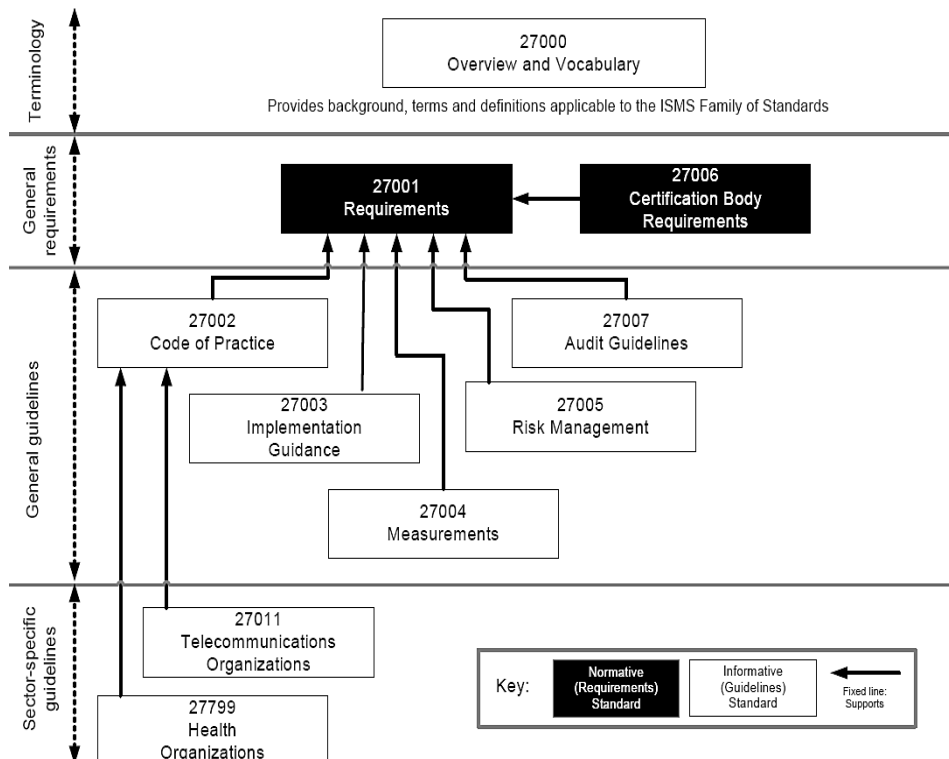 Terminology
27000
Overview and Vocabulary
Provides background, terms and definitions applicable to the ISMS Family of Standards
General
requirements
27001
Requirements
27006
Certification Body
Requirements
General guidelines
27002
Code of Practice
27007
Audit Guidelines
27003
Implementation
Guidance
27005
Risk Management
27004
Measurements
Sector-specific
guidelines
27011
Telecommunications
Organizations
27799
Health
Organizations
Key:
Normative
(Requirements)
Standard
Informative
(Guidelines)
Standard
Fixed line:
Supports